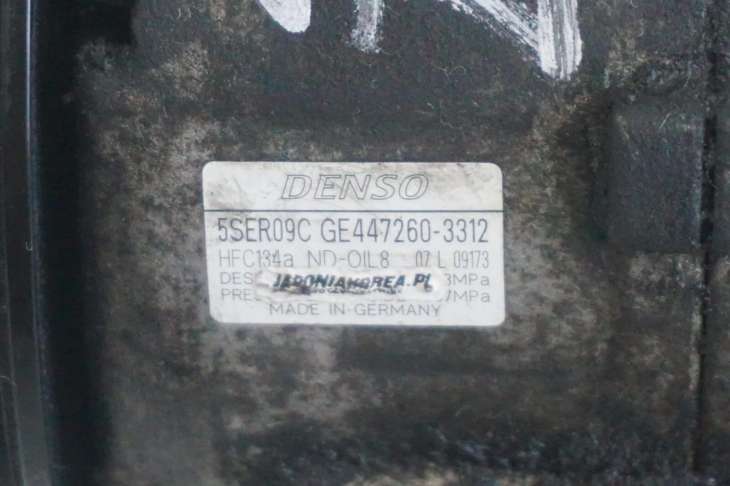 DENSO
5SER09C GE447260-3312
HFC134a ND-OIL8 07 L 09173
JAPONIAKOREA.PL
MADE IN GERMANY